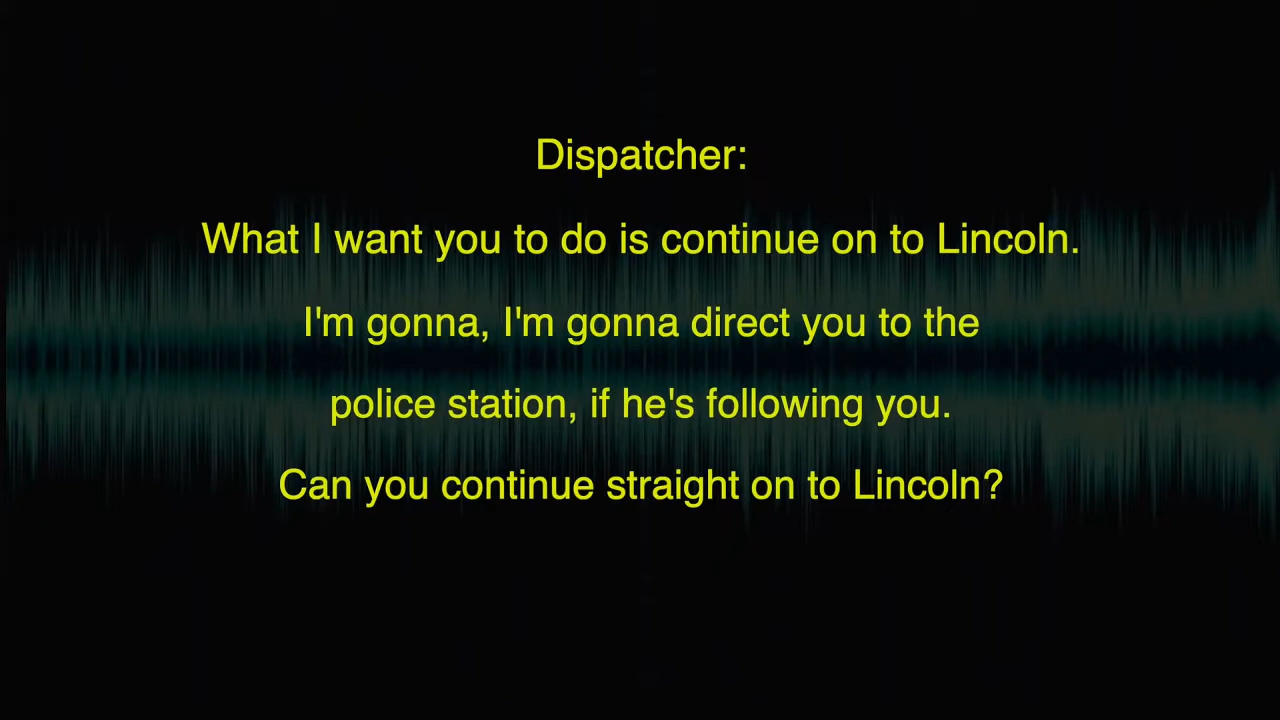 Dispatcher:
What I want you to do is continue on to Lincoln.
I'm gonna, I'm gonna direct you to the
police station, if he's following you.
Can you continue straight on to Lincoln?